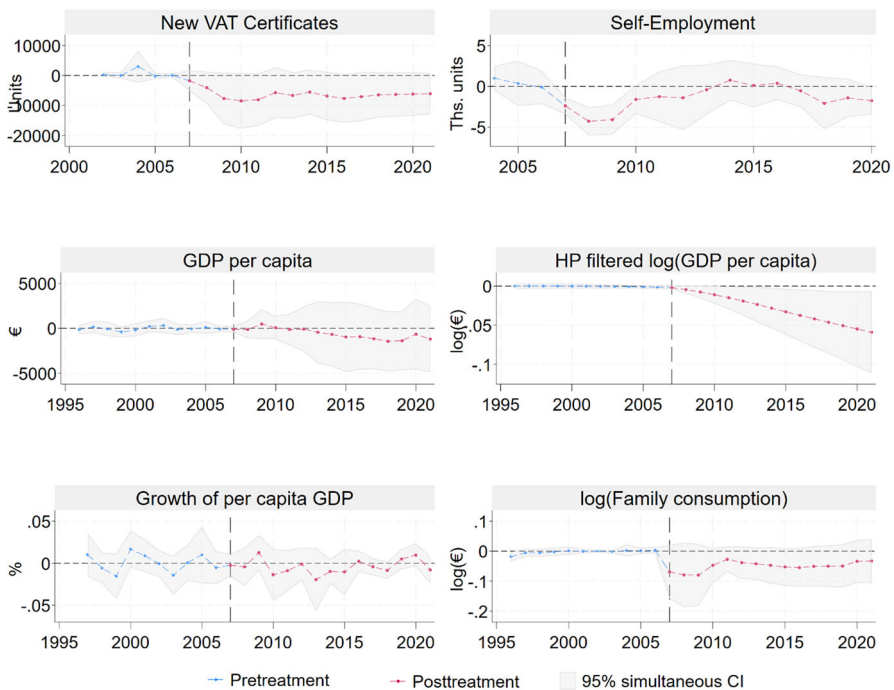 New VAT Certificates
Self-Employment
10000
0
-10000
-20000
Units
2000 2005 2010 2015 2020
5
0
-5
Ths. units
2005 2010 2015 2020
GDP per capita
HP filtered log(GDP per capita)
5000
0
-5000
€
1995 2000 2005 2010 2015 2020
0
-.05
-.1
log(€)
1995 2000 2005 2010 2015 2020
Growth of per capita GDP
log(Family consumption)
.05
0
-.05
%
1995 2000 2005 2010 2015 2020
.1
0
-.1
-.2
log(€)
1995 2000 2005 2010 2015 2020
Pretreatment Posttreatment 95% simultaneous CI